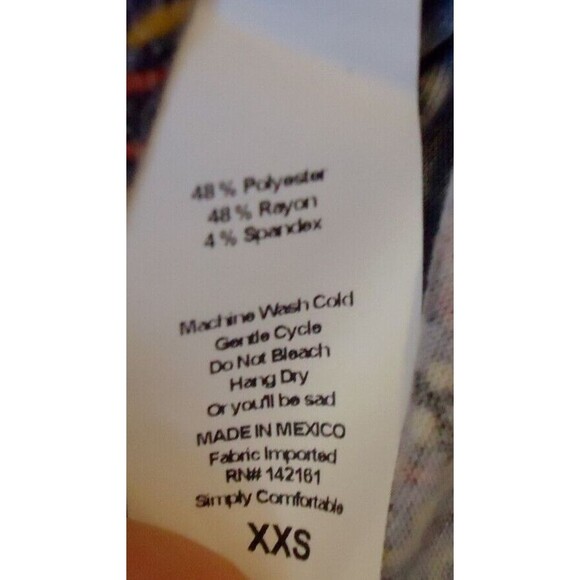 48 % Polyester
48 % Rayon
4 % Spandex
Machine Wash Cold
Gentle Cycle
Do Not Bleach
Hang Dry
Or you'll be sad
MADE IN MEXICO
Fabric Imported
RN# 142161
Simply Comfortable
XXS